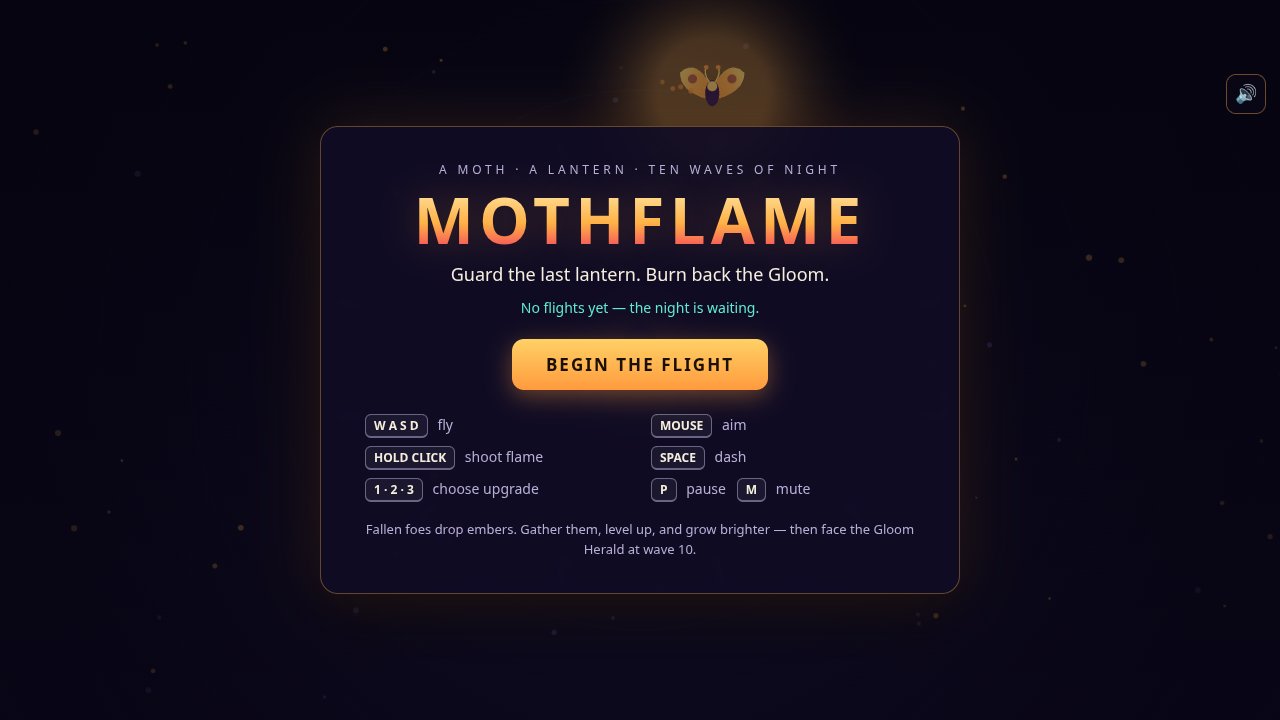 A MOTH · A LANTERN · TEN WAVES OF NIGHT
MOTHFLAME
Guard the last lantern. Burn back the Gloom.
No flights yet — the night is waiting.
BEGIN THE FLIGHT
W A S D fly
MOUSE aim
HOLD CLICK shoot flame
SPACE dash
1 · 2 · 3 choose upgrade
P pause M mute
Fallen foes drop embers. Gather them, level up, and grow brighter — then face the Gloom
Herald at wave 10.